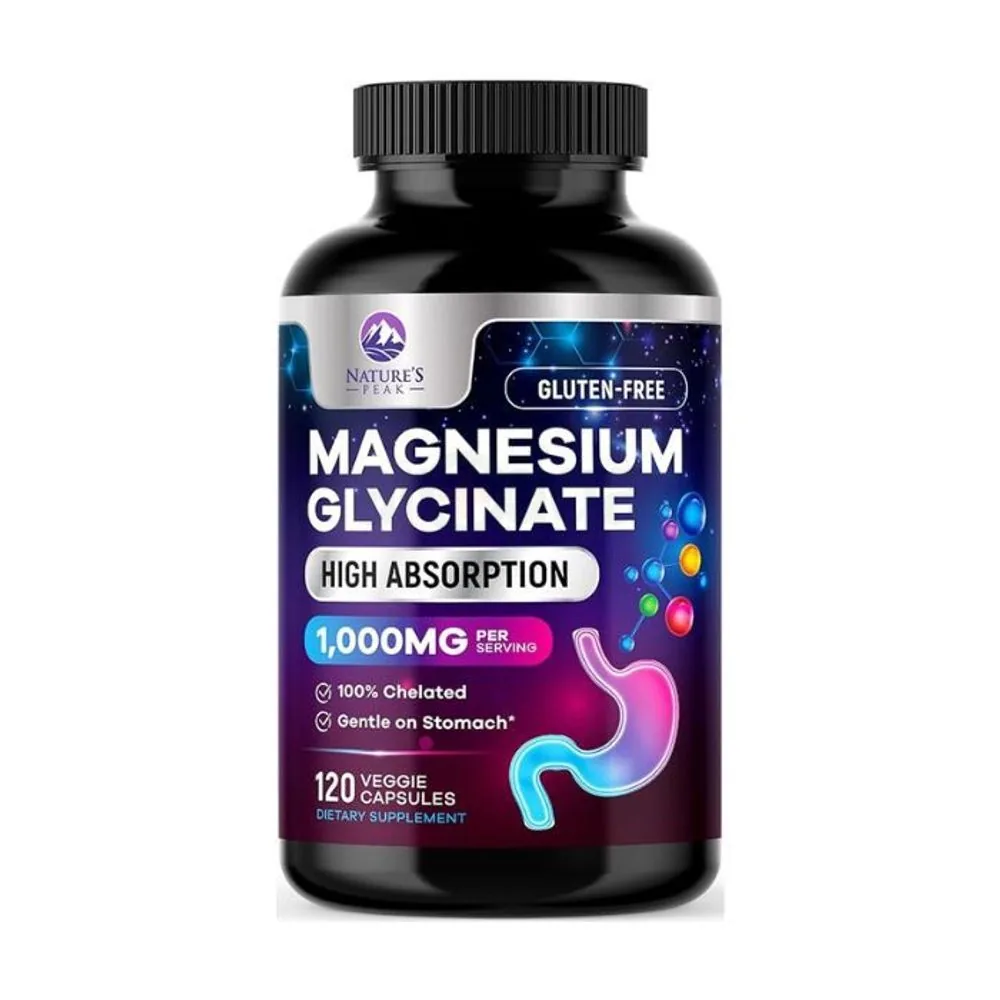 NATURE'S
PEAK
GLUTEN-FREE
MAGNESIUM
GLYCINATE
HIGH ABSORPTION
1,000MG PER SERVING
100% Chelated
Gentle on Stomach*
120 VEGGIE CAPSULES
DIETARY SUPPLEMENT